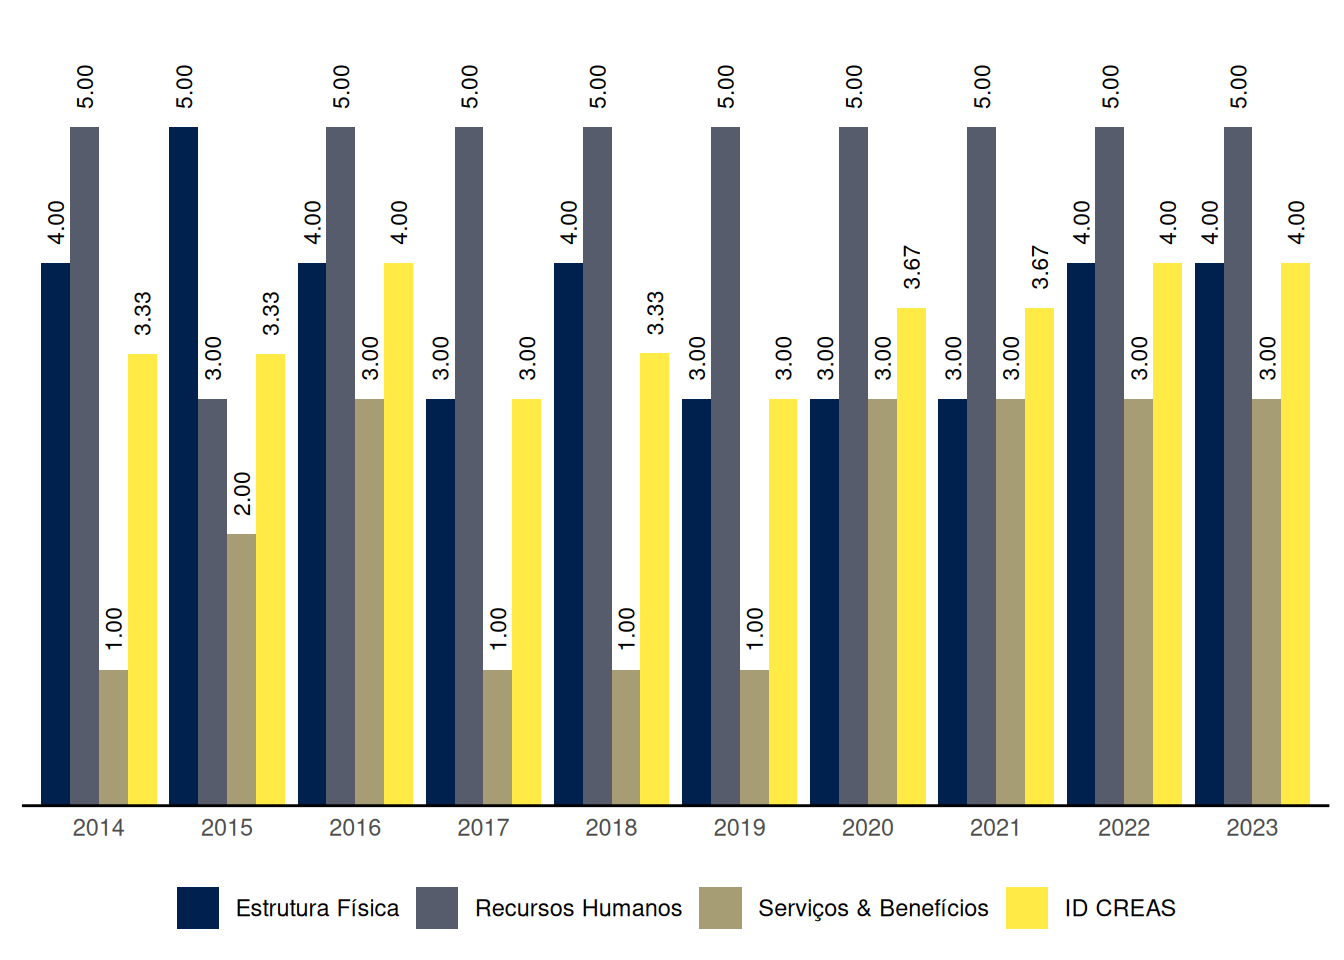 5.00 5.00 5.00 5.00 5.00 5.00 5.00 5.00 5.00 5.00
4.00 4.00 4.00 4.00 4.00 4.00 4.00 4.00
3.67 3.67
3.33 3.33 3.33
3.00 3.00 3.00 3.00 3.00 3.00 3.00 3.00 3.00 3.00 3.00 3.00
2.00
1.00 1.00 1.00 1.00
2014 2015 2016 2017 2018 2019 2020 2021 2022 2023
Estrutura Física Recursos Humanos Serviços & Benefícios ID CREAS